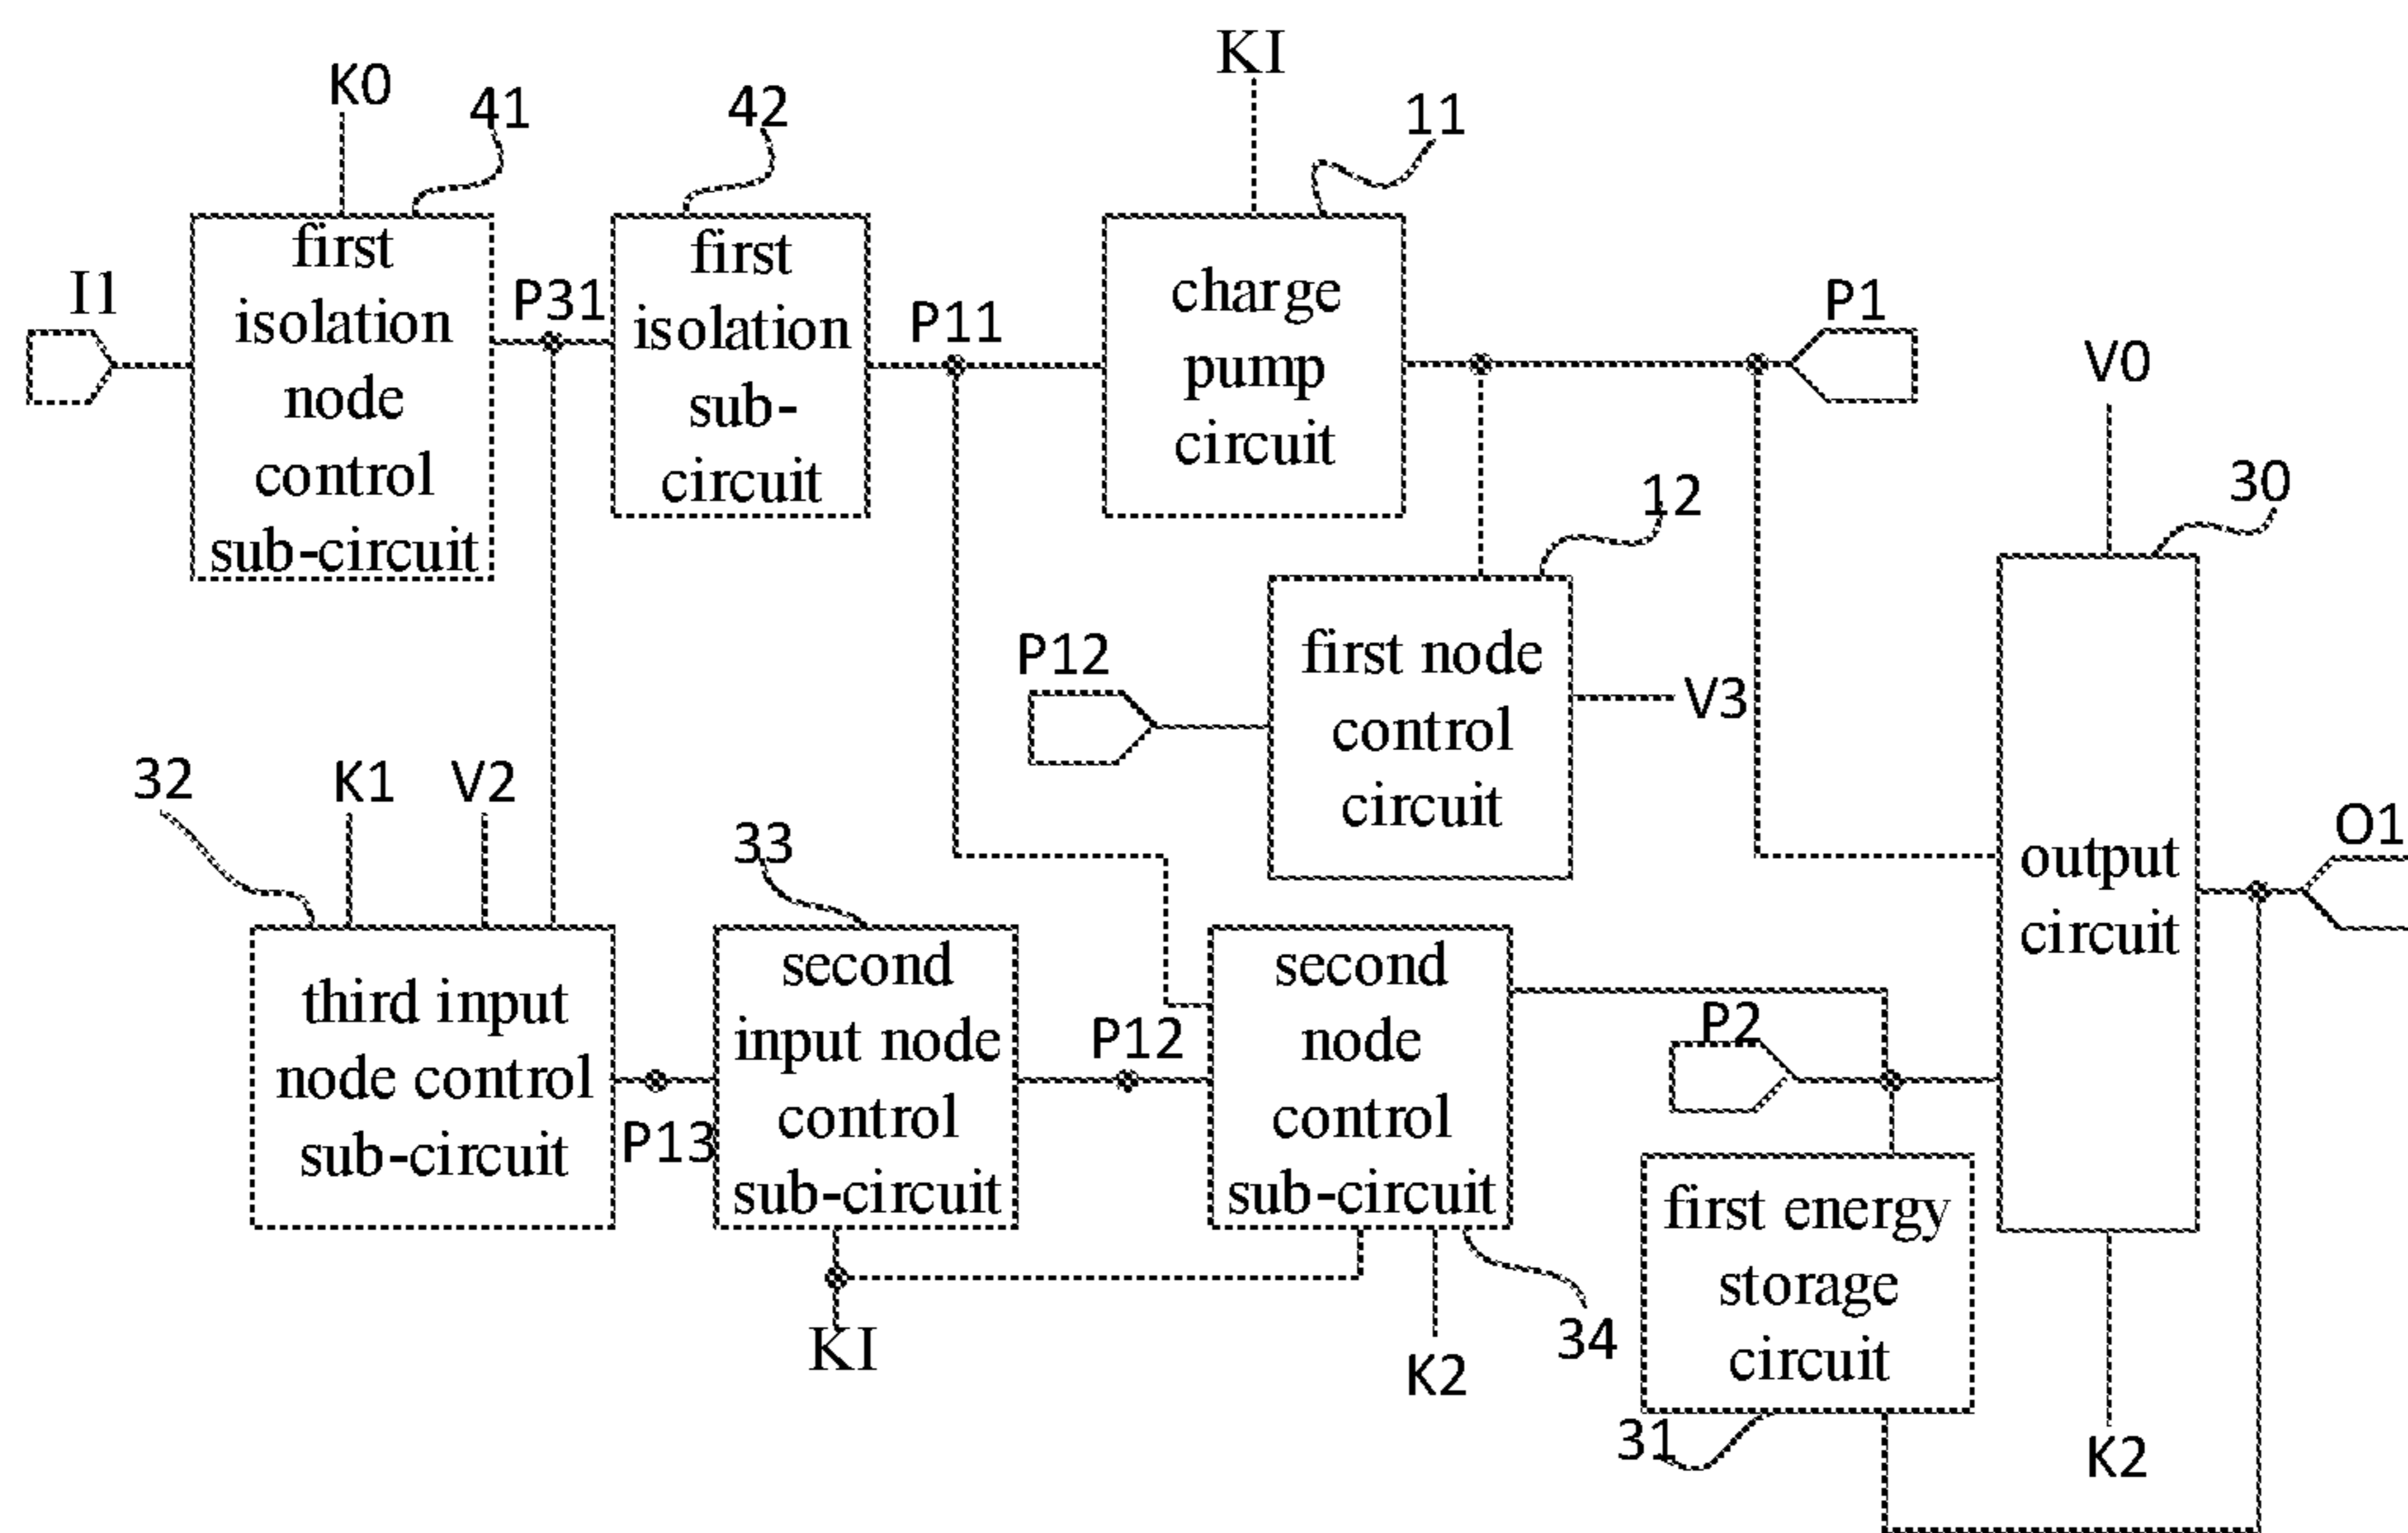 KI
K0
41
42
11
I1
first
isolation
node
control
sub-circuit
P31
first
isolation
sub-
circuit
P11
charge
pump
circuit
P1
V0
12
30
P12
first node
control
circuit
V3
32
K1
V2
33
O1
output
circuit
third input
node control
sub-circuit
P13
second
input node
control
sub-circuit
P12
second
node
control
sub-circuit
P2
first energy
storage
circuit
KI
K2
34
31
K2